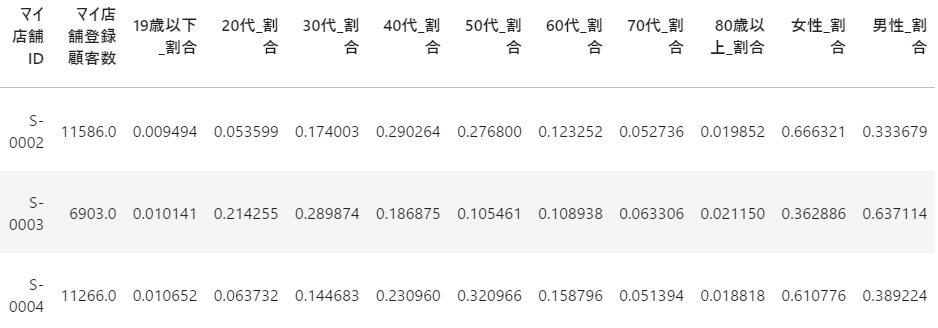 マイ店舗ID マイ店舗登録顧客数 19歳以下_割合 20代_割合 30代_割合 40代_割合 50代_割合 60代_割合 70代_割合 80歳以上_割合 女性_割合 男性_割合
S-0002 11586.0 0.009494 0.053599 0.174003 0.290264 0.276800 0.123252 0.052736 0.019852 0.666321 0.333679
S-0003 6903.0 0.010141 0.214255 0.289874 0.186875 0.105461 0.108938 0.063306 0.021150 0.362886 0.637114
S-0004 11266.0 0.010652 0.063732 0.144683 0.230960 0.320966 0.158796 0.051394 0.018818 0.610776 0.389224